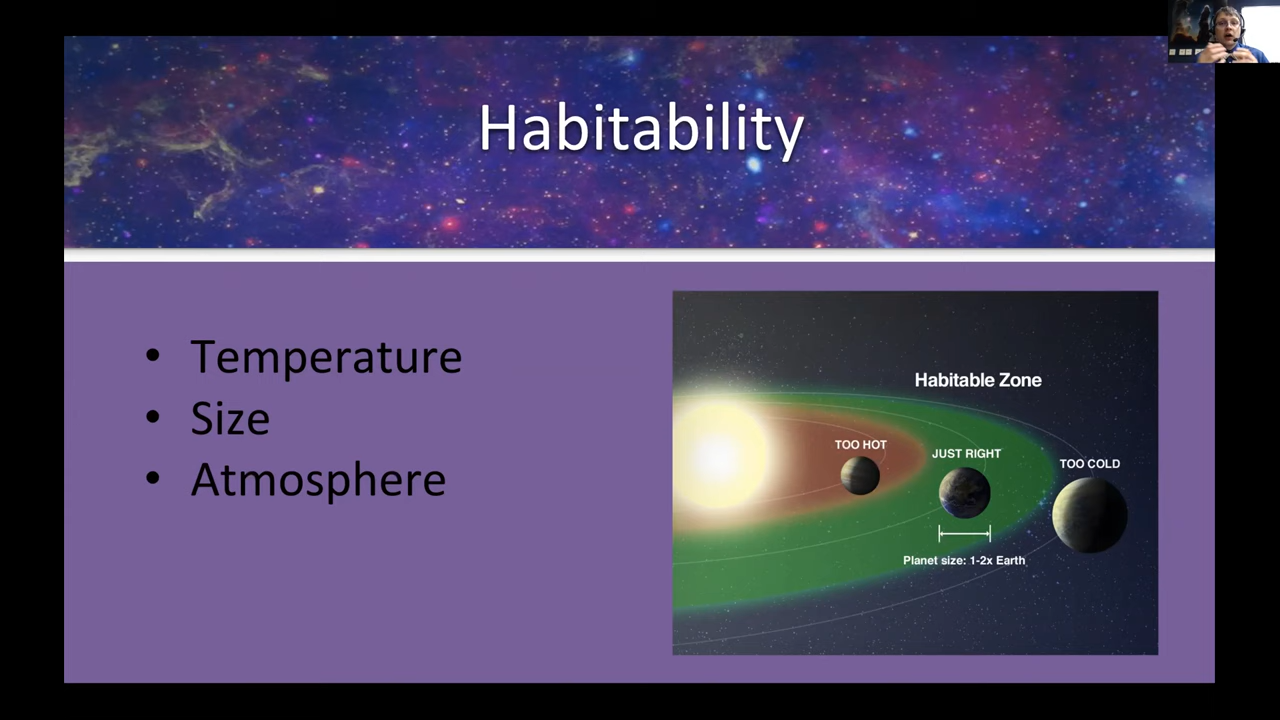 Habitability
• Temperature
• Size
• Atmosphere
Habitable Zone
TOO HOT
JUST RIGHT
TOO COLD
Planet size: 1-2x Earth